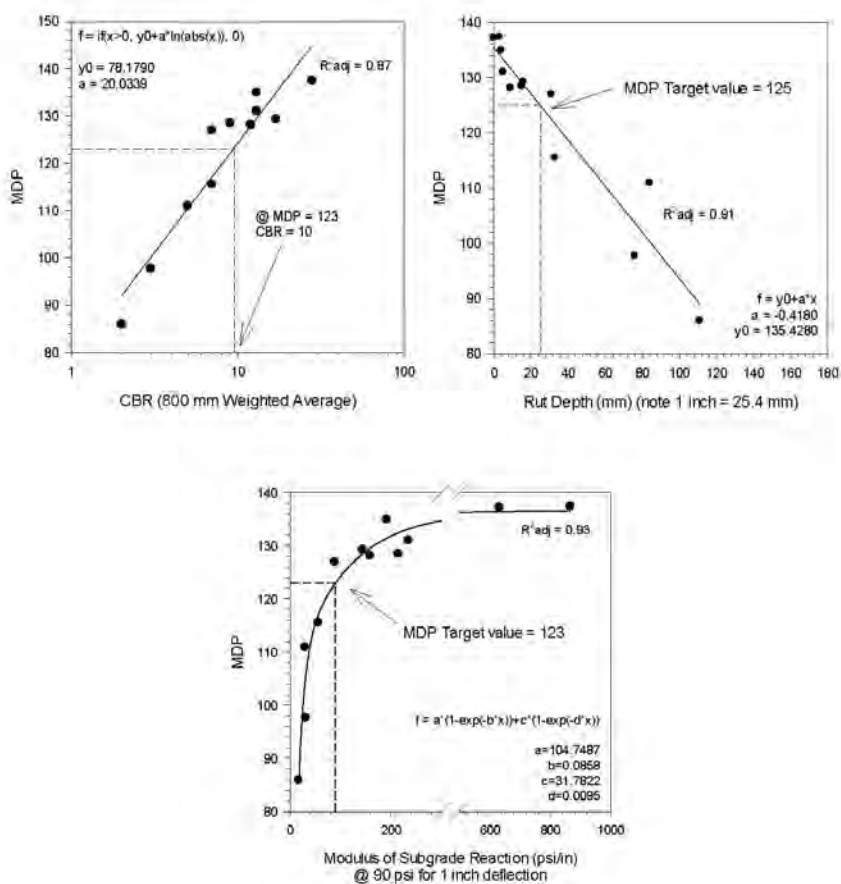 f = if(x>0, y0+a*ln(abs(x)), 0)
y0 = 78.1790
a = 20.0339
R²adj = 0.87
@ MDP = 123
CBR = 10
MDP
150
140
130
120
110
100
90
80
1
10
100
CBR (800 mm Weighted Average)
MDP Target value = 125
R²adj = 0.91
f = y0+a*x
a = -0.4180
y0 = 135.4280
MDP
140
130
120
110
100
90
80
0
20
40
60
80
100
120
140
160
180
Rut Depth (mm) (note 1 inch = 25.4 mm)
R²adj = 0.93
MDP Target value = 123
f = a*(1-exp(-b*x))+c*(1-exp(-d*x))
a=104.7487
b=0.0858
c=31.7822
d=0.0095
MDP
140
130
120
110
100
90
80
0
200
600
800
1000
Modulus of Subgrade Reaction (psi/in)
@ 90 psi for 1 inch deflection